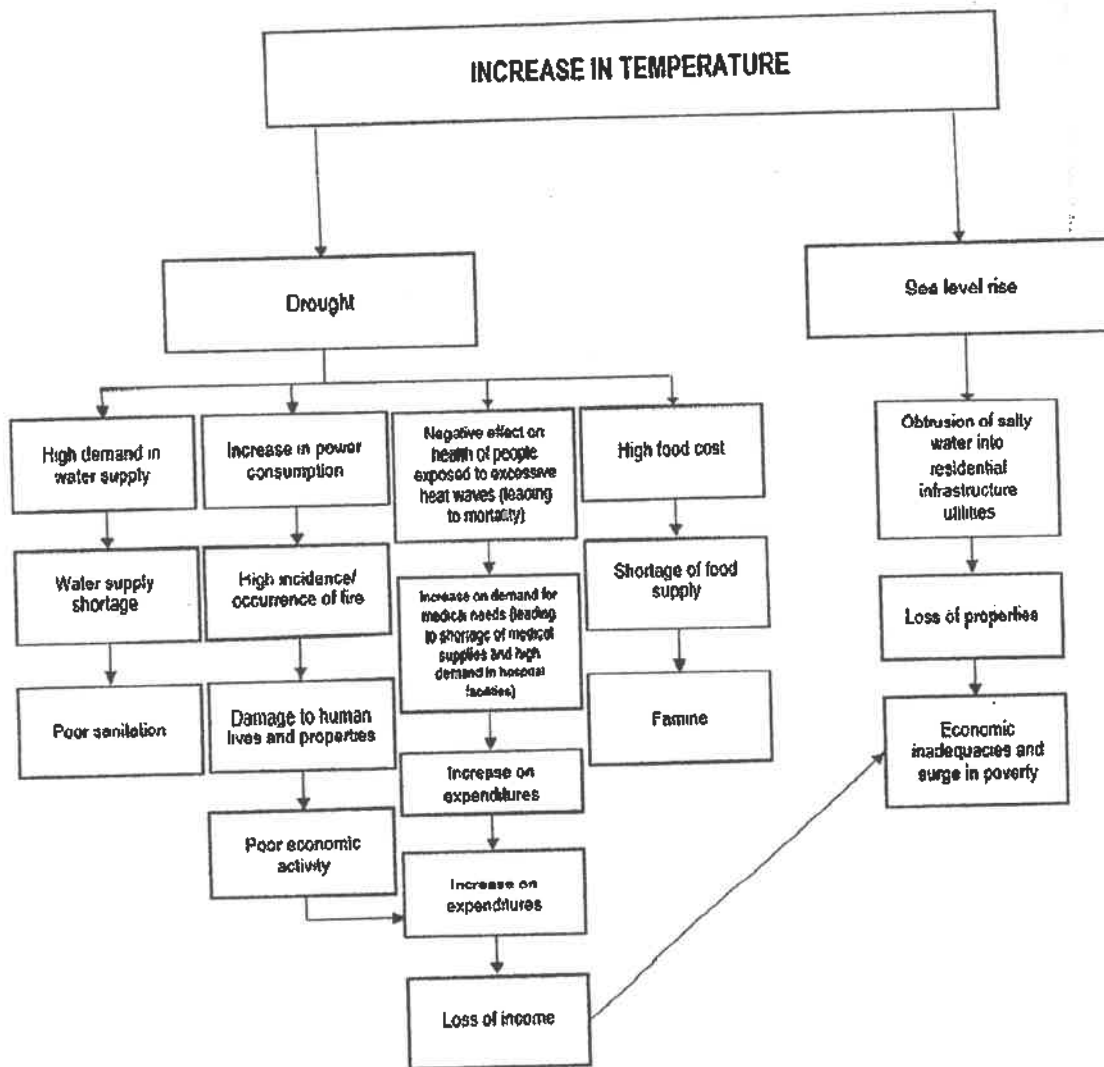 INCREASE IN TEMPERATURE
Drought
Sea level rise
High demand in
water supply
Increase in power
consumption
Negative effect on
health of people
exposed to excessive
heat waves (leading
to mortality)
High food cost
Obtrusion of salty
water into
residential
infrastructure
utilities
Water supply
shortage
High incidence/
occurrence of fire
Increase on demand for
medical needs (leading
to shortage of medical
supplies and high
demand in hospital
facilities)
Shortage of food
supply
Loss of properties
Poor sanitation
Damage to human
lives and properties
Famine
Economic
inadequacies and
surge in poverty
Increase on
expenditures
Poor economic
activity
Increase on
expenditures
Loss of income